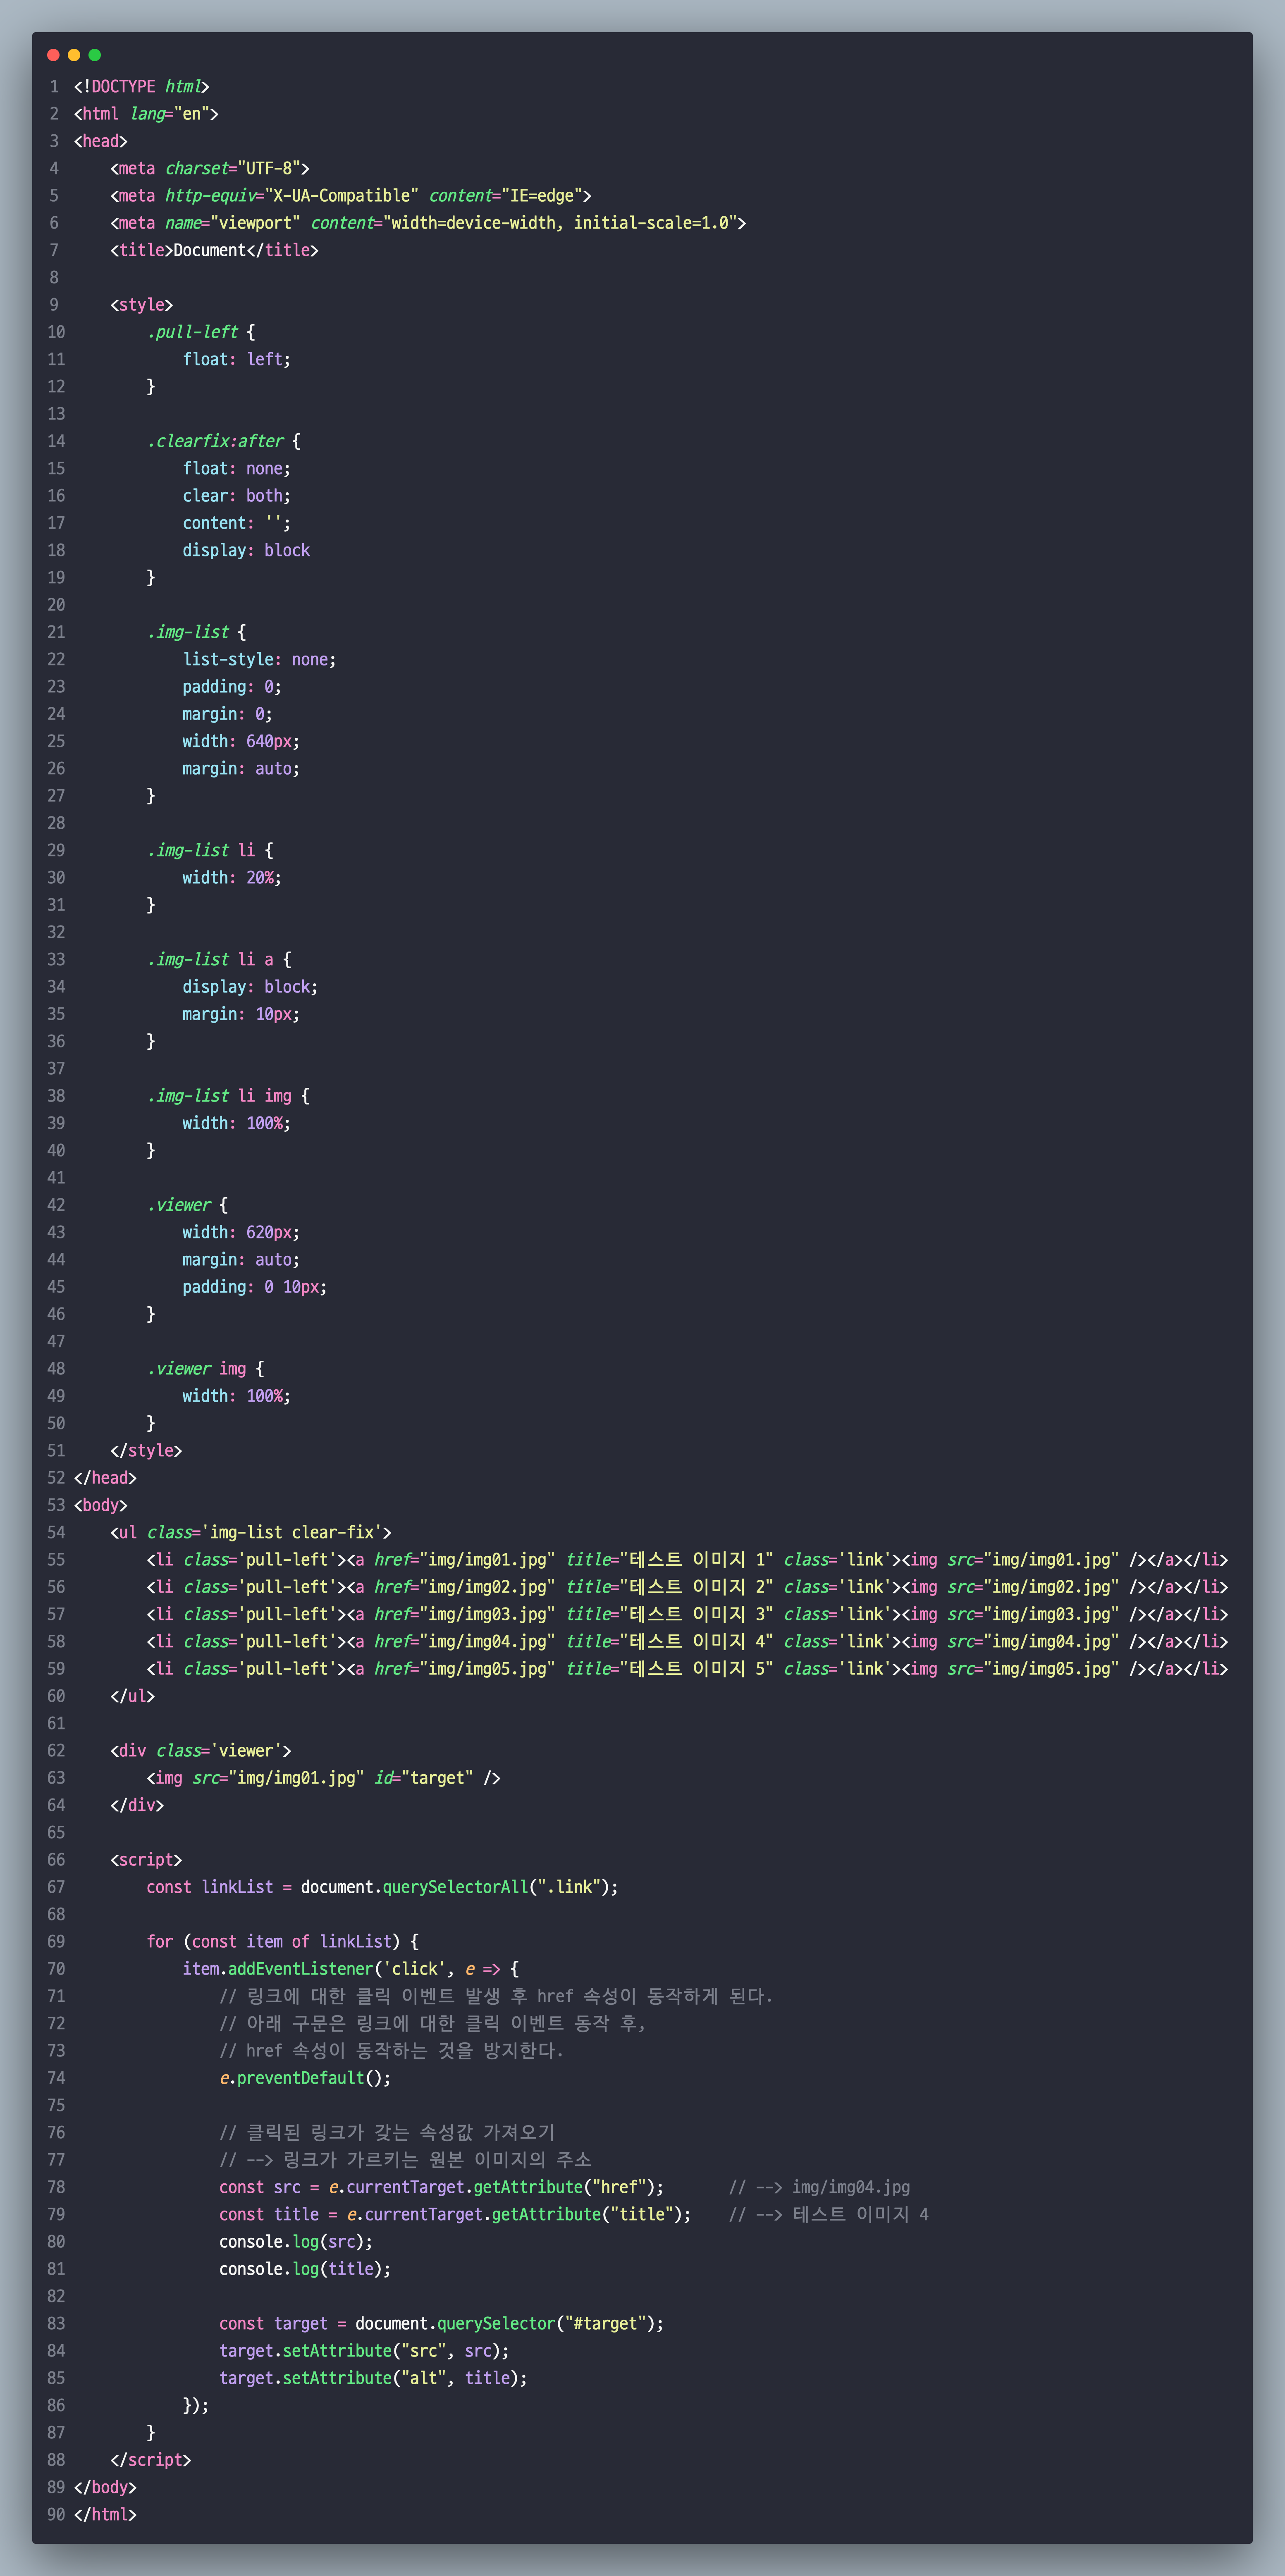 1 <!DOCTYPE html>
2 <html lang="en">
3 <head>
4     <meta charset="UTF-8">
5     <meta http-equiv="X-UA-Compatible" content="IE=edge">
6     <meta name="viewport" content="width=device-width, initial-scale=1.0">
7     <title>Document</title>
8
9     <style>
10         .pull-left {
11             float: left;
12         }
13
14         .clearfix:after {
15             float: none;
16             clear: both;
17             content: '';
18             display: block
19         }
20
21         .img-list {
22             list-style: none;
23             padding: 0;
24             margin: 0;
25             width: 640px;
26             margin: auto;
27         }
28
29         .img-list li {
30             width: 20%;
31         }
32
33         .img-list li a {
34             display: block;
35             margin: 10px;
36         }
37
38         .img-list li img {
39             width: 100%;
40         }
41
42         .viewer {
43             width: 620px;
44             margin: auto;
45             padding: 0 10px;
46         }
47
48         .viewer img {
49             width: 100%;
50         }
51     </style>
52 </head>
53 <body>
54     <ul class='img-list clear-fix'>
55         <li class='pull-left'><a href="img/img01.jpg" title="테스트 이미지 1" class='link'><img src="img/img01.jpg" /></a></li>
56         <li class='pull-left'><a href="img/img02.jpg" title="테스트 이미지 2" class='link'><img src="img/img02.jpg" /></a></li>
57         <li class='pull-left'><a href="img/img03.jpg" title="테스트 이미지 3" class='link'><img src="img/img03.jpg" /></a></li>
58         <li class='pull-left'><a href="img/img04.jpg" title="테스트 이미지 4" class='link'><img src="img/img04.jpg" /></a></li>
59         <li class='pull-left'><a href="img/img05.jpg" title="테스트 이미지 5" class='link'><img src="img/img05.jpg" /></a></li>
60     </ul>
61
62     <div class='viewer'>
63         <img src="img/img01.jpg" id="target" />
64     </div>
65
66     <script>
67         const linkList = document.querySelectorAll(".link");
68
69         for (const item of linkList) {
70             item.addEventListener('click', e => {
71                 // 링크에 대한 클릭 이벤트 발생 후 href 속성이 동작하게 된다.
72                 // 아래 구문은 링크에 대한 클릭 이벤트 동작 후,
73                 // href 속성이 동작하는 것을 방지한다.
74                 e.preventDefault();
75
76                 // 클릭된 링크가 갖는 속성값 가져오기
77                 // --> 링크가 가르키는 원본 이미지의 주소
78                 const src = e.currentTarget.getAttribute("href");       // --> img/img04.jpg
79                 const title = e.currentTarget.getAttribute("title");    // --> 테스트 이미지 4
80                 console.log(src);
81                 console.log(title);
82
83                 const target = document.querySelector("#target");
84                 target.setAttribute("src", src);
85                 target.setAttribute("alt", title);
86             });
87         }
88     </script>
89 </body>
90 </html>